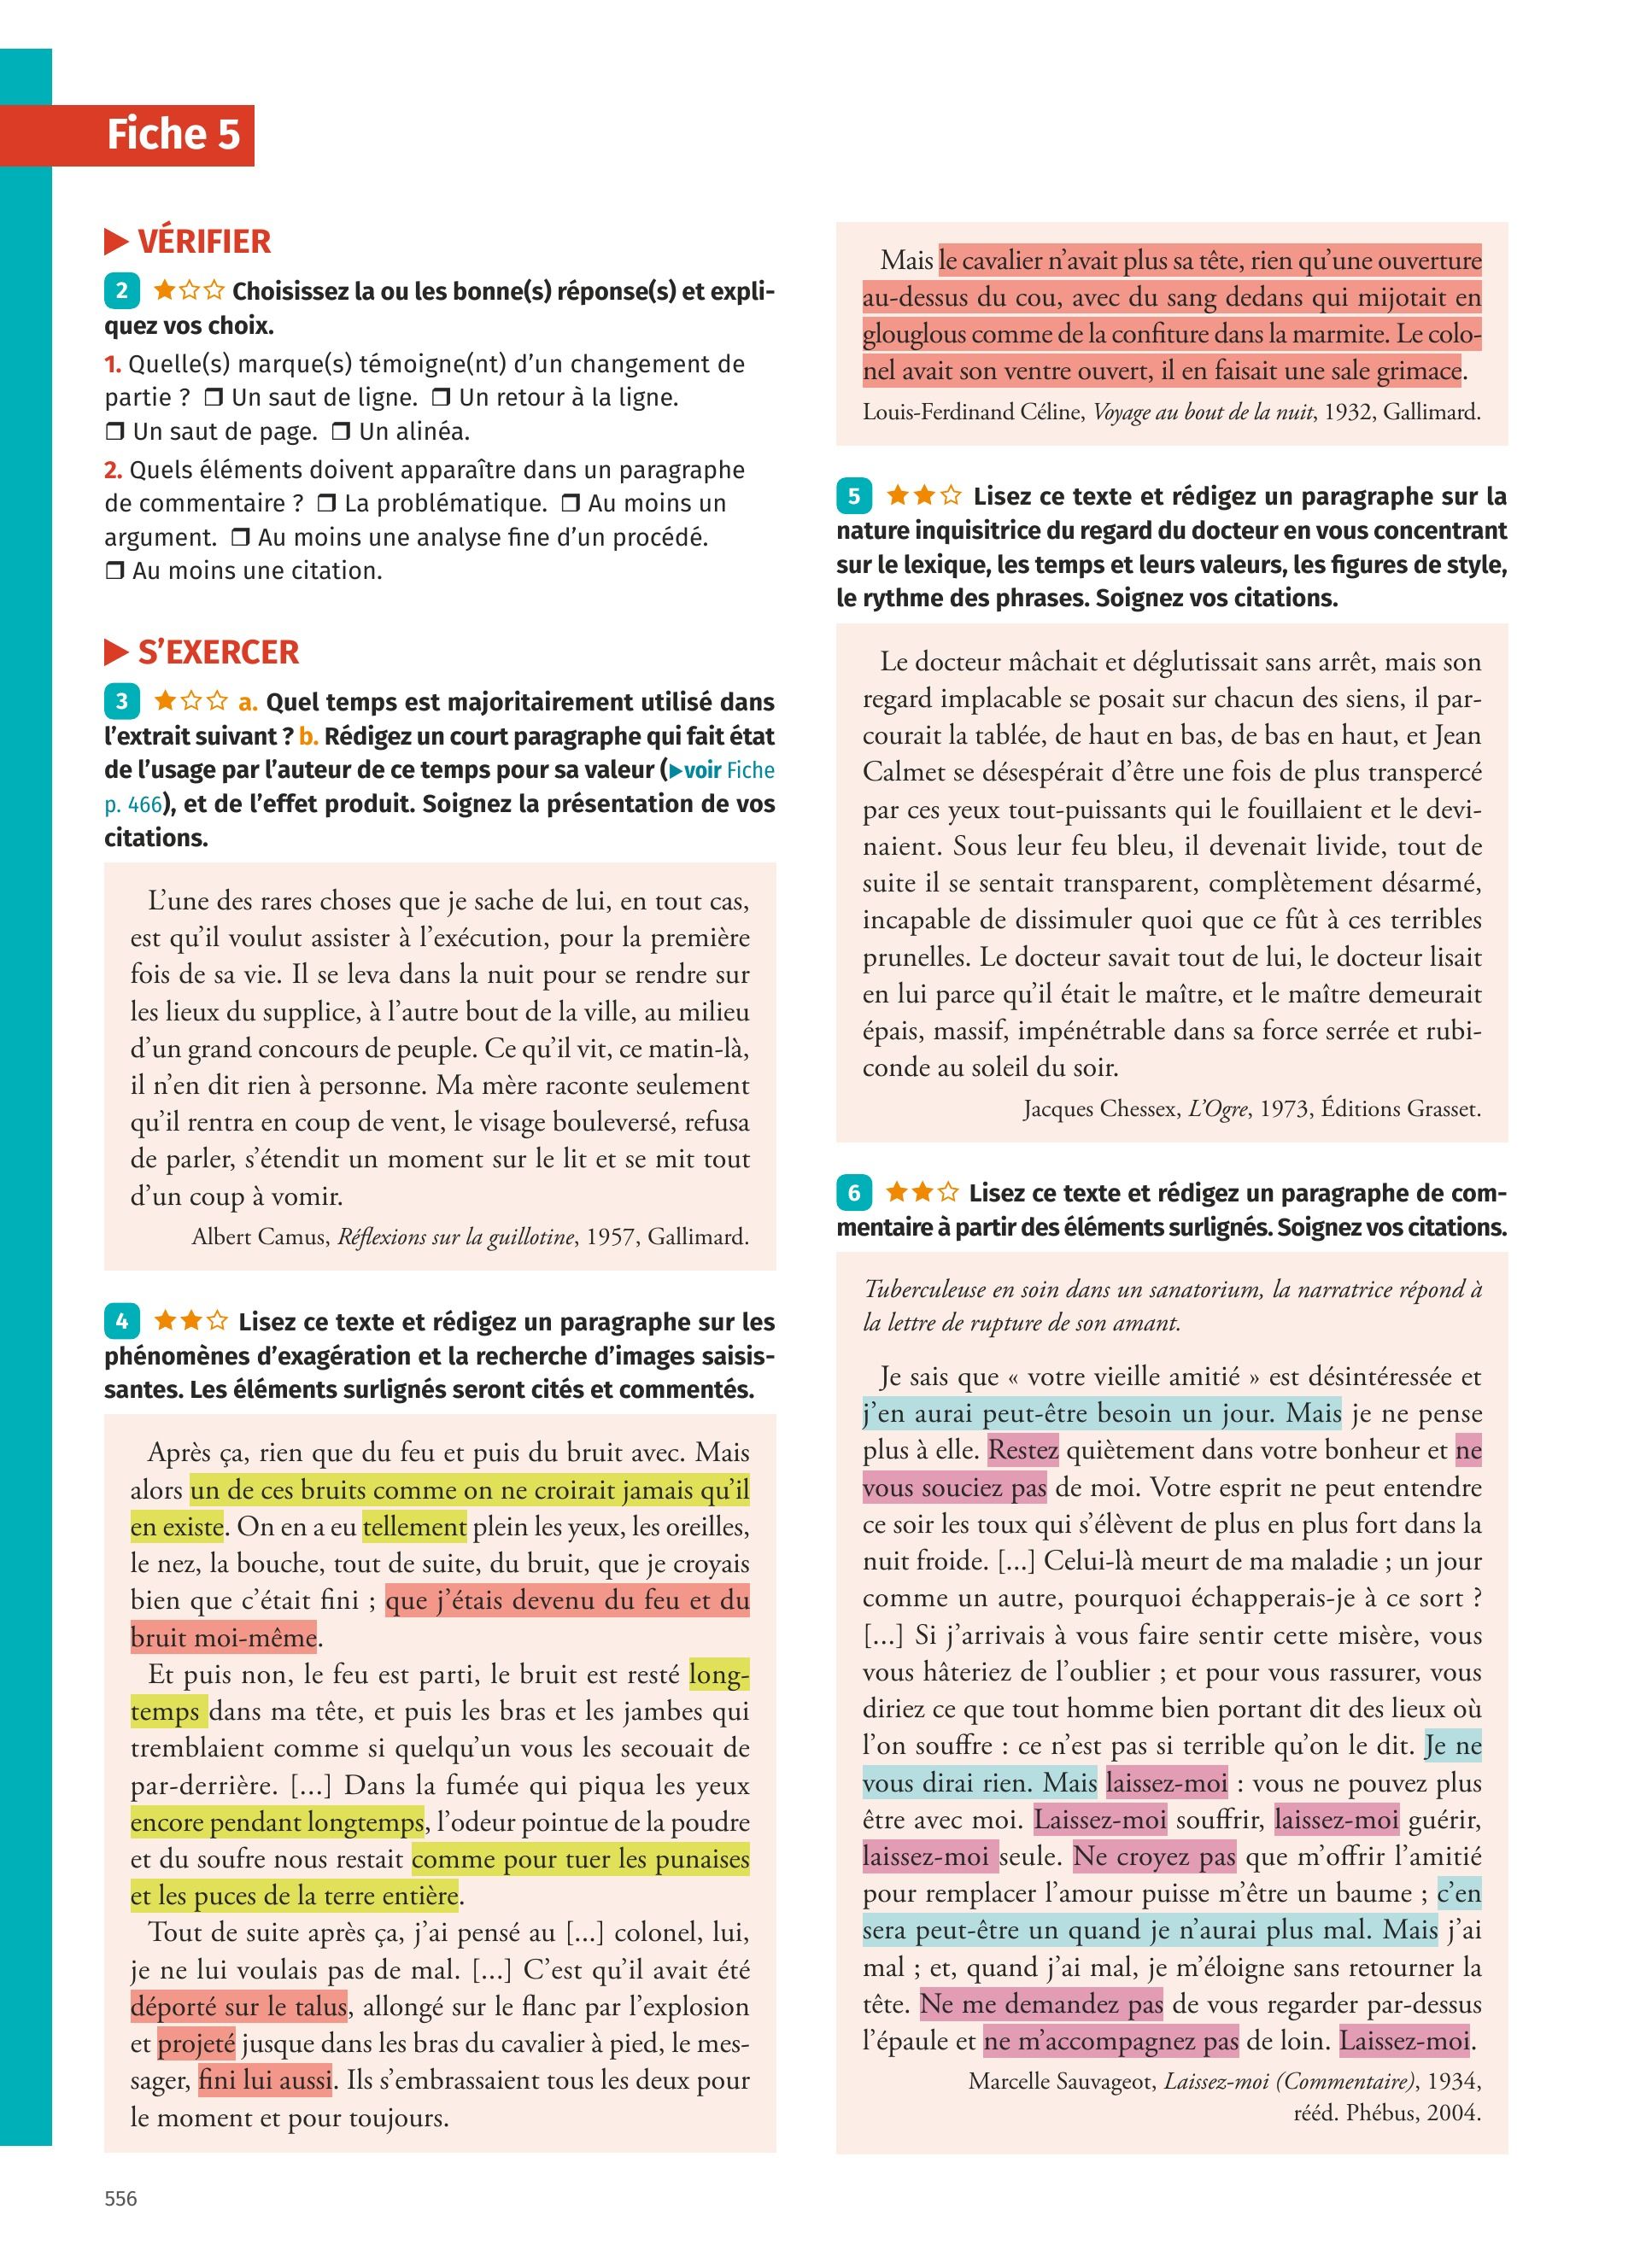 Fiche 5
▶ VÉRIFIER
2 ★☆☆ Choisissez la ou les bonne(s) réponse(s) et expli-
quez vos choix.
1. Quelle(s) marque(s) témoigne(nt) d’un changement de
partie ? ❒ Un saut de ligne. ❒ Un retour à la ligne.
❒ Un saut de page. ❒ Un alinéa.
2. Quels éléments doivent apparaître dans un paragraphe
de commentaire ? ❒ La problématique. ❒ Au moins un
argument. ❒ Au moins une analyse fine d’un procédé.
❒ Au moins une citation.
▶ S’EXERCER
3 ★☆☆ a. Quel temps est majoritairement utilisé dans
l’extrait suivant ? b. Rédigez un court paragraphe qui fait état
de l’usage par l’auteur de ce temps pour sa valeur (▶voir Fiche
p. 466), et de l’effet produit. Soignez la présentation de vos
citations.
L’une des rares choses que je sache de lui, en tout cas,
est qu’il voulut assister à l’exécution, pour la première
fois de sa vie. Il se leva dans la nuit pour se rendre sur
les lieux du supplice, à l’autre bout de la ville, au milieu
d’un grand concours de peuple. Ce qu’il vit, ce matin-là,
il n’en dit rien à personne. Ma mère raconte seulement
qu’il rentra en coup de vent, le visage bouleversé, refusa
de parler, s’étendit un moment sur le lit et se mit tout
d’un coup à vomir.
Albert Camus, Réflexions sur la guillotine, 1957, Gallimard.
4 ★★☆ Lisez ce texte et rédigez un paragraphe sur les
phénomènes d’exagération et la recherche d’images saisis-
santes. Les éléments surlignés seront cités et commentés.
Après ça, rien que du feu et puis du bruit avec. Mais
alors un de ces bruits comme on ne croirait jamais qu’il
en existe. On en a eu tellement plein les yeux, les oreilles,
le nez, la bouche, tout de suite, du bruit, que je croyais
bien que c’était fini ; que j’étais devenu du feu et du
bruit moi-même.
Et puis non, le feu est parti, le bruit est resté long-
temps dans ma tête, et puis les bras et les jambes qui
tremblaient comme si quelqu’un vous les secouait de
par-derrière. [...] Dans la fumée qui piqua les yeux
encore pendant longtemps, l’odeur pointue de la poudre
et du soufre nous restait comme pour tuer les punaises
et les puces de la terre entière.
Tout de suite après ça, j’ai pensé au [...] colonel, lui,
je ne lui voulais pas de mal. [...] C’est qu’il avait été
déporté sur le talus, allongé sur le flanc par l’explosion
et projeté jusque dans les bras du cavalier à pied, le mes-
sager, fini lui aussi. Ils s’embrassaient tous les deux pour
le moment et pour toujours.
Mais le cavalier n’avait plus sa tête, rien qu’une ouverture
au-dessus du cou, avec du sang dedans qui mijotait en
glouglous comme de la confiture dans la marmite. Le colo-
nel avait son ventre ouvert, il en faisait une sale grimace.
Louis-Ferdinand Céline, Voyage au bout de la nuit, 1932, Gallimard.
5 ★★☆ Lisez ce texte et rédigez un paragraphe sur la
nature inquisitrice du regard du docteur en vous concentrant
sur le lexique, les temps et leurs valeurs, les figures de style,
le rythme des phrases. Soignez vos citations.
Le docteur mâchait et déglutissait sans arrêt, mais son
regard implacable se posait sur chacun des siens, il par-
courait la tablée, de haut en bas, de bas en haut, et Jean
Calmet se désespérait d’être une fois de plus transpercé
par ces yeux tout-puissants qui le fouillaient et le devi-
naient. Sous leur feu bleu, il devenait livide, tout de
suite il se sentait transparent, complètement désarmé,
incapable de dissimuler quoi que ce fût à ces terribles
prunelles. Le docteur savait tout de lui, le docteur lisait
en lui parce qu’il était le maître, et le maître demeurait
épais, massif, impénétrable dans sa force serrée et rubi-
conde au soleil du soir.
Jacques Chessex, L’Ogre, 1973, Éditions Grasset.
6 ★★☆ Lisez ce texte et rédigez un paragraphe de com-
mentaire à partir des éléments surlignés. Soignez vos citations.
Tuberculeuse en soin dans un sanatorium, la narratrice répond à
la lettre de rupture de son amant.
Je sais que « votre vieille amitié » est désintéressée et
j’en aurai peut-être besoin un jour. Mais je ne pense
plus à elle. Restez quiètement dans votre bonheur et ne
vous souciez pas de moi. Votre esprit ne peut entendre
ce soir les toux qui s’élèvent de plus en plus fort dans la
nuit froide. [...] Celui-là meurt de ma maladie ; un jour
comme un autre, pourquoi échapperais-je à ce sort ?
[...] Si j’arrivais à vous faire sentir cette misère, vous
vous hâteriez de l’oublier ; et pour vous rassurer, vous
diriez ce que tout homme bien portant dit des lieux où
l’on souffre : ce n’est pas si terrible qu’on le dit. Je ne
vous dirai rien. Mais laissez-moi : vous ne pouvez plus
être avec moi. Laissez-moi souffrir, laissez-moi guérir,
laissez-moi seule. Ne croyez pas que m’offrir l’amitié
pour remplacer l’amour puisse m’être un baume ; c’en
sera peut-être un quand je n’aurai plus mal. Mais j’ai
mal ; et, quand j’ai mal, je m’éloigne sans retourner la
tête. Ne me demandez pas de vous regarder par-dessus
l’épaule et ne m’accompagnez pas de loin. Laissez-moi.
Marcelle Sauvageot, Laissez-moi (Commentaire), 1934,
rééd. Phébus, 2004.
556